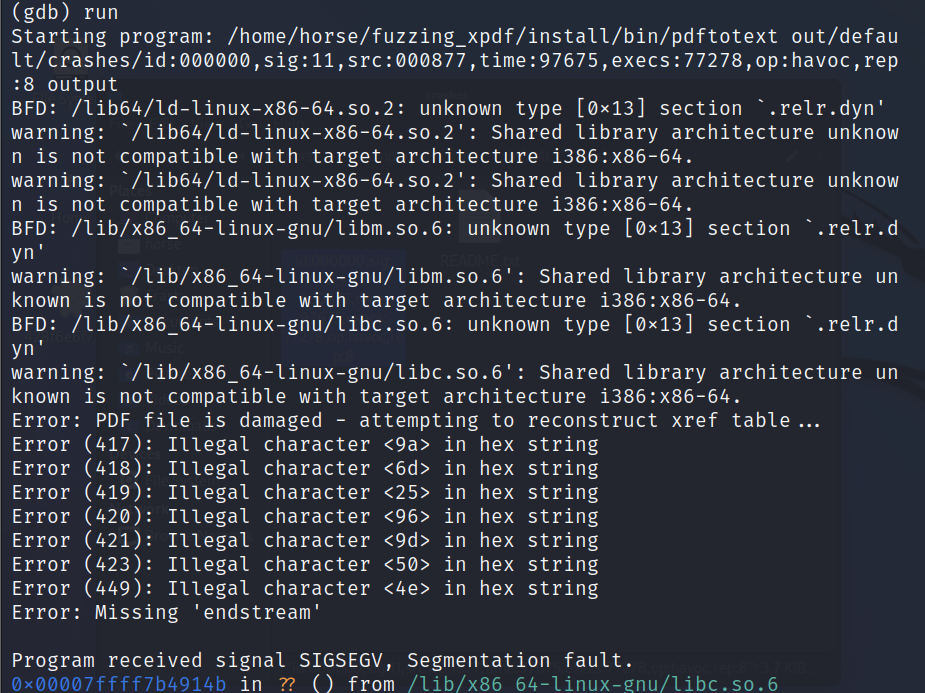 (gdb) run
Starting program: /home/horse/fuzzing_xpdf/install/bin/pdftotext out/defau
lt/crashes/id:000000,sig:11,src:000877,time:97675,execs:77278,op:havoc,rep
:8 output
BFD: /lib64/ld-linux-x86-64.so.2: unknown type [0×13] section `.relr.dyn'
warning: `/lib64/ld-linux-x86-64.so.2': Shared library architecture unknow
n is not compatible with target architecture i386:x86-64.
warning: `/lib64/ld-linux-x86-64.so.2': Shared library architecture unknow
n is not compatible with target architecture i386:x86-64.
BFD: /lib/x86_64-linux-gnu/libm.so.6: unknown type [0×13] section `.relr.d
yn'
warning: `/lib/x86_64-linux-gnu/libm.so.6': Shared library architecture un
known is not compatible with target architecture i386:x86-64.
BFD: /lib/x86_64-linux-gnu/libc.so.6: unknown type [0×13] section `.relr.d
yn'
warning: `/lib/x86_64-linux-gnu/libc.so.6': Shared library architecture un
known is not compatible with target architecture i386:x86-64.
Error: PDF file is damaged - attempting to reconstruct xref table...
Error (417): Illegal character <9a> in hex string
Error (418): Illegal character <6d> in hex string
Error (419): Illegal character <25> in hex string
Error (420): Illegal character <96> in hex string
Error (421): Illegal character <9d> in hex string
Error (423): Illegal character <50> in hex string
Error (449): Illegal character <4e> in hex string
Error: Missing 'endstream'
Program received signal SIGSEGV, Segmentation fault.
0×00007ffff7b4914b in ?? () from /lib/x86_64-linux-gnu/libc.so.6